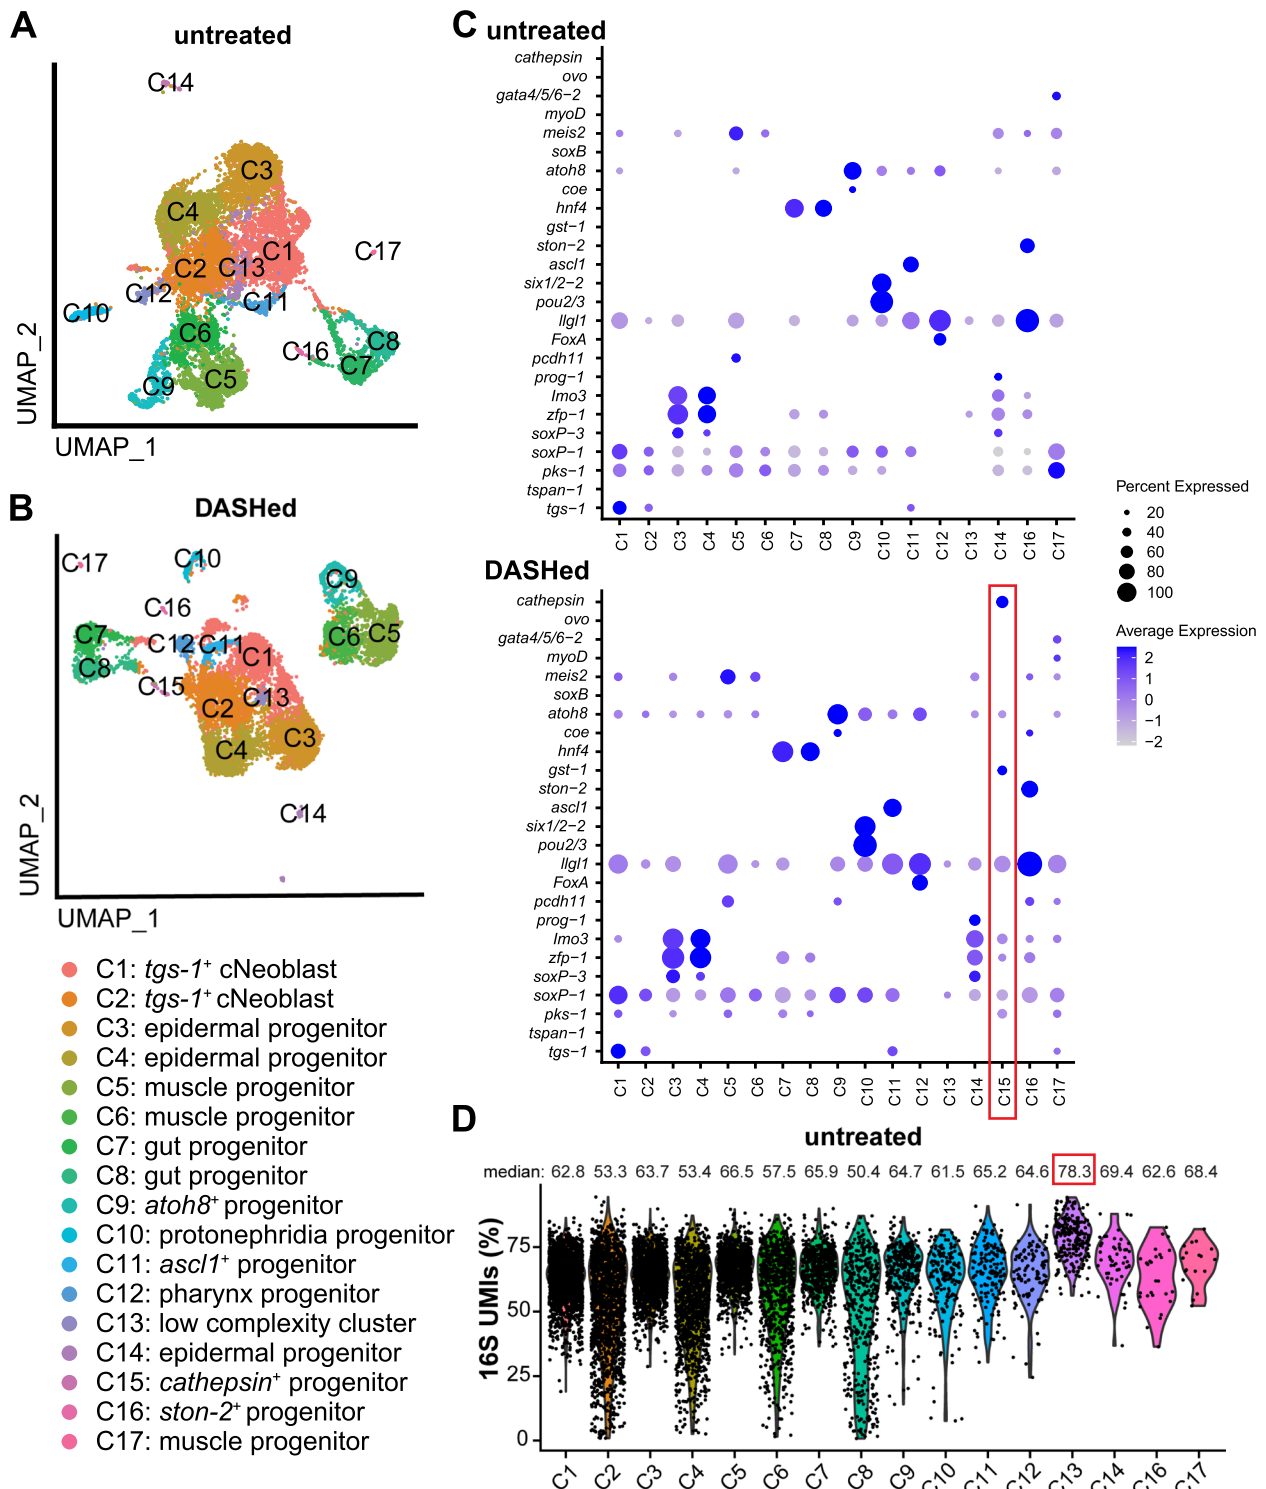 A
untreated
C14
C3
C4
C1
C17
C2
C13
C12
C11
C10
C6
C16
C8
C7
C9
C5
UMAP_2
UMAP_1
B
DASHed
C17
C10
C9
C16
C7
C12
C11
C6
C5
C8
C1
C15
C13
C2
C3
C4
C14
UMAP_2
UMAP_1
C1: tgs-1+ cNeoblast
C2: tgs-1+ cNeoblast
C3: epidermal progenitor
C4: epidermal progenitor
C5: muscle progenitor
C6: muscle progenitor
C7: gut progenitor
C8: gut progenitor
C9: atoh8+ progenitor
C10: protonephridia progenitor
C11: ascl1+ progenitor
C12: pharynx progenitor
C13: low complexity cluster
C14: epidermal progenitor
C15: cathepsin+ progenitor
C16: ston-2+ progenitor
C17: muscle progenitor
C
untreated
cathepsin
ovo
gata4/5/6−2
myoD
meis2
soxB
atoh8
coe
hnf4
gst−1
ston−2
ascl1
six1/2−2
pou2/3
llgl1
FoxA
pcdh11
prog−1
lmo3
zfp−1
soxP−3
soxP−1
pks−1
tspan−1
tgs−1
C1 C2 C3 C4 C5 C6 C7 C8 C9 C10 C11 C12 C13 C14 C16 C17
DASHed
cathepsin
ovo
gata4/5/6−2
myoD
meis2
soxB
atoh8
coe
hnf4
gst−1
ston−2
ascl1
six1/2−2
pou2/3
llgl1
FoxA
pcdh11
prog−1
lmo3
zfp−1
soxP−3
soxP−1
pks−1
tspan−1
tgs−1
C1 C2 C3 C4 C5 C6 C7 C8 C9 C10 C11 C12 C13 C14 C15 C16 C17
Percent Expressed
20
40
60
80
100
Average Expression
2
1
0
−1
−2
D
untreated
median: 62.8 53.3 63.7 53.4 66.5 57.5 65.9 50.4 64.7 61.5 65.2 64.6 78.3 69.4 62.6 68.4
16S UMIs (%)
75
50
25
0
C1 C2 C3 C4 C5 C6 C7 C8 C9 C10 C11 C12 C13 C14 C16 C17